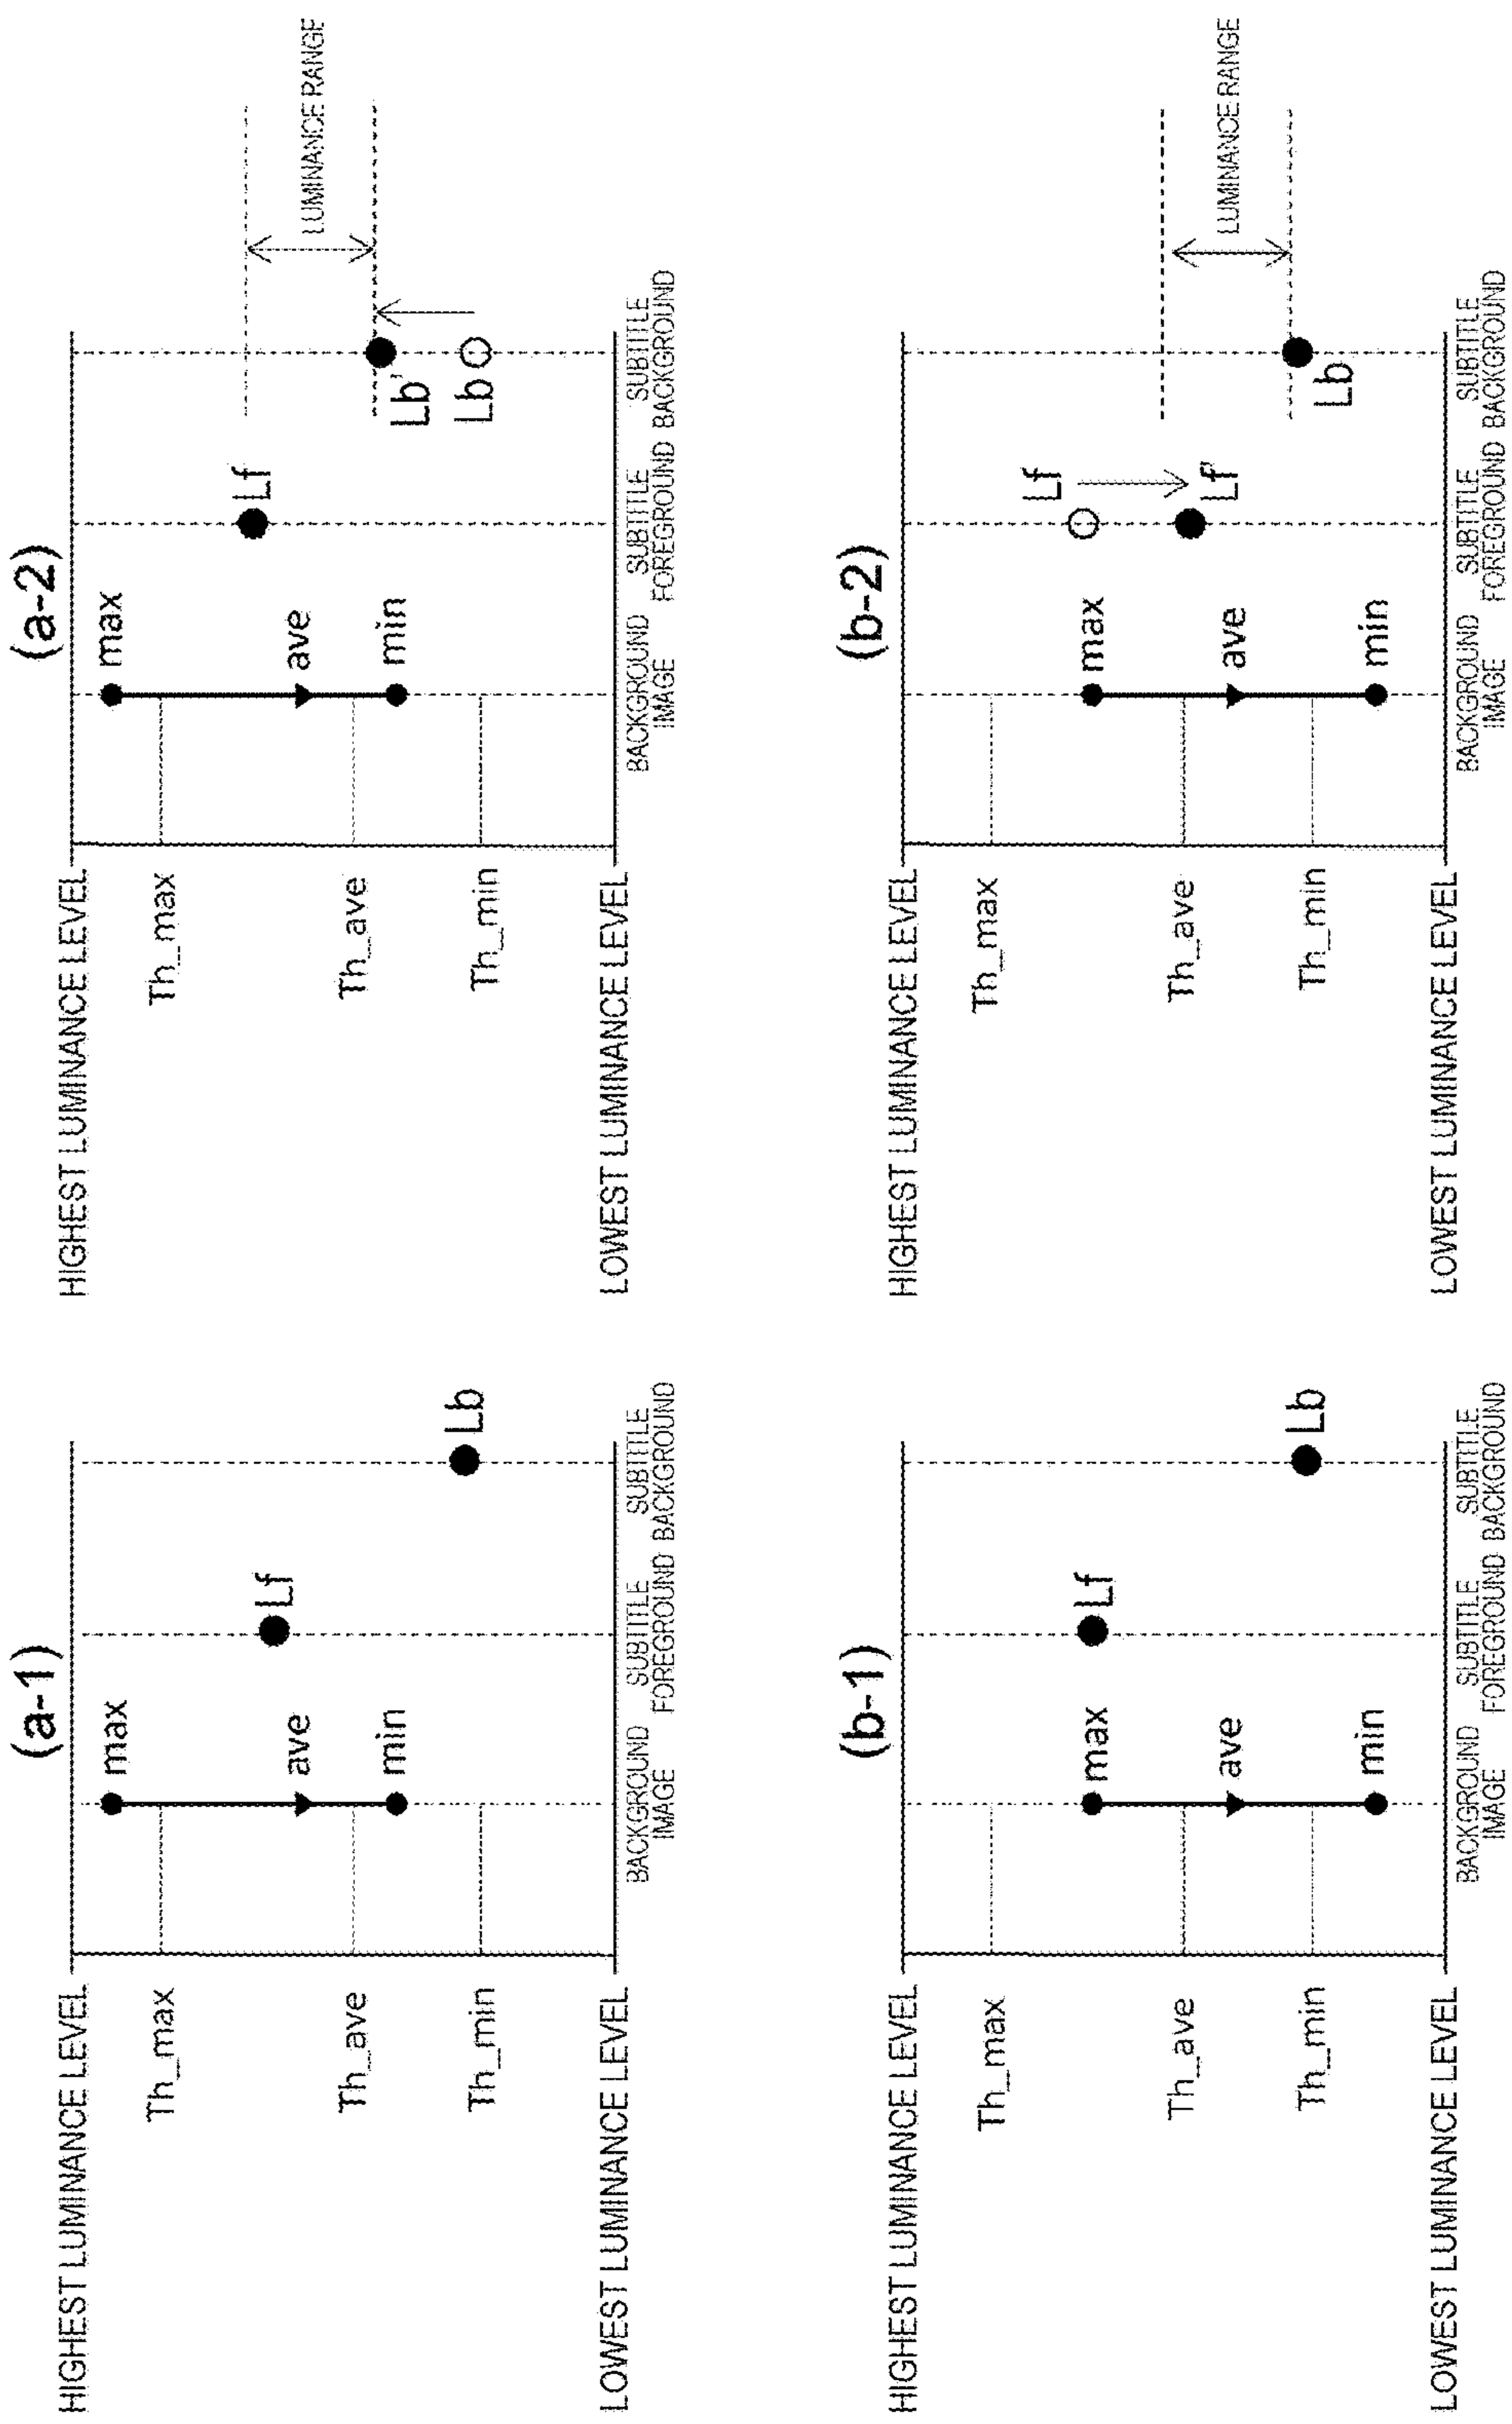 (a-1)
HIGHEST LUMINANCE LEVEL
Th_max
Th_ave
Th_min
LOWEST LUMINANCE LEVEL
max
ave
min
Lf
Lb
BACKGROUND
IMAGE
SUBTITLE
FOREGROUND
SUBTITLE
BACKGROUND
(a-2)
HIGHEST LUMINANCE LEVEL
Th_max
Th_ave
Th_min
LOWEST LUMINANCE LEVEL
max
ave
min
Lf
Lb'
Lb
LUMINANCE RANGE
BACKGROUND
IMAGE
SUBTITLE
FOREGROUND
SUBTITLE
BACKGROUND
(b-1)
HIGHEST LUMINANCE LEVEL
Th_max
Th_ave
Th_min
LOWEST LUMINANCE LEVEL
max
ave
min
Lf
Lb
BACKGROUND
IMAGE
SUBTITLE
FOREGROUND
SUBTITLE
BACKGROUND
(b-2)
HIGHEST LUMINANCE LEVEL
Th_max
Th_ave
Th_min
LOWEST LUMINANCE LEVEL
max
ave
min
Lf
Lf'
Lb
LUMINANCE RANGE
BACKGROUND
IMAGE
SUBTITLE
FOREGROUND
SUBTITLE
BACKGROUND